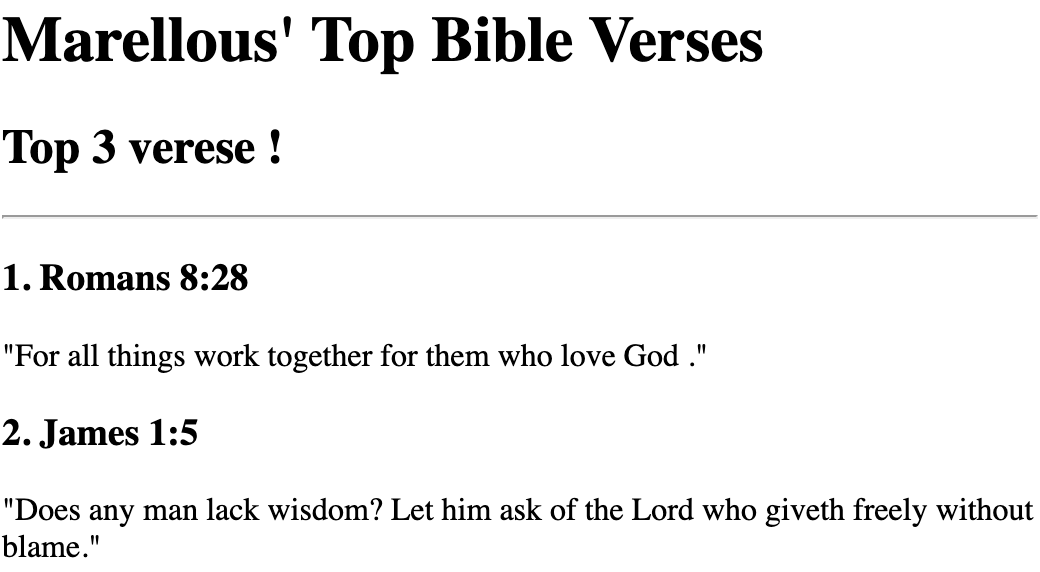 Marellous' Top Bible Verses
Top 3 verese !
1. Romans 8:28
"For all things work together for them who love God ."
2. James 1:5
"Does any man lack wisdom? Let him ask of the Lord who giveth freely without
blame."